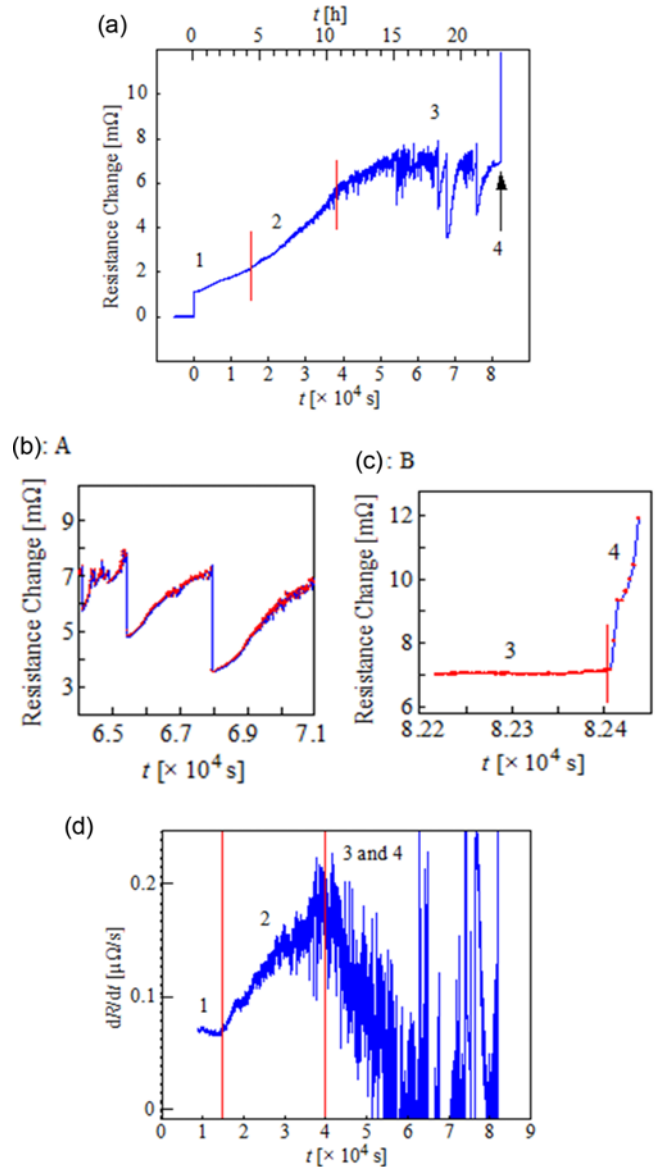 (a)
t [h]
0 5 10 15 20
Resistance Change [mΩ]
10
8
6
4
2
0
1
2
3
4
0 1 2 3 4 5 6 7 8
t [× 10⁴ s]
(b): A
Resistance Change [mΩ]
9
7
5
3
6.5 6.7 6.9 7.1
t [× 10⁴ s]
(c): B
Resistance Change [mΩ]
12
10
8
6
3
4
8.22 8.23 8.24
t [× 10⁴ s]
(d)
dR/dt [μΩ/s]
0.2
0.1
0
1
2
3 and 4
0 1 2 3 4 5 6 7 8 9
t [× 10⁴ s]